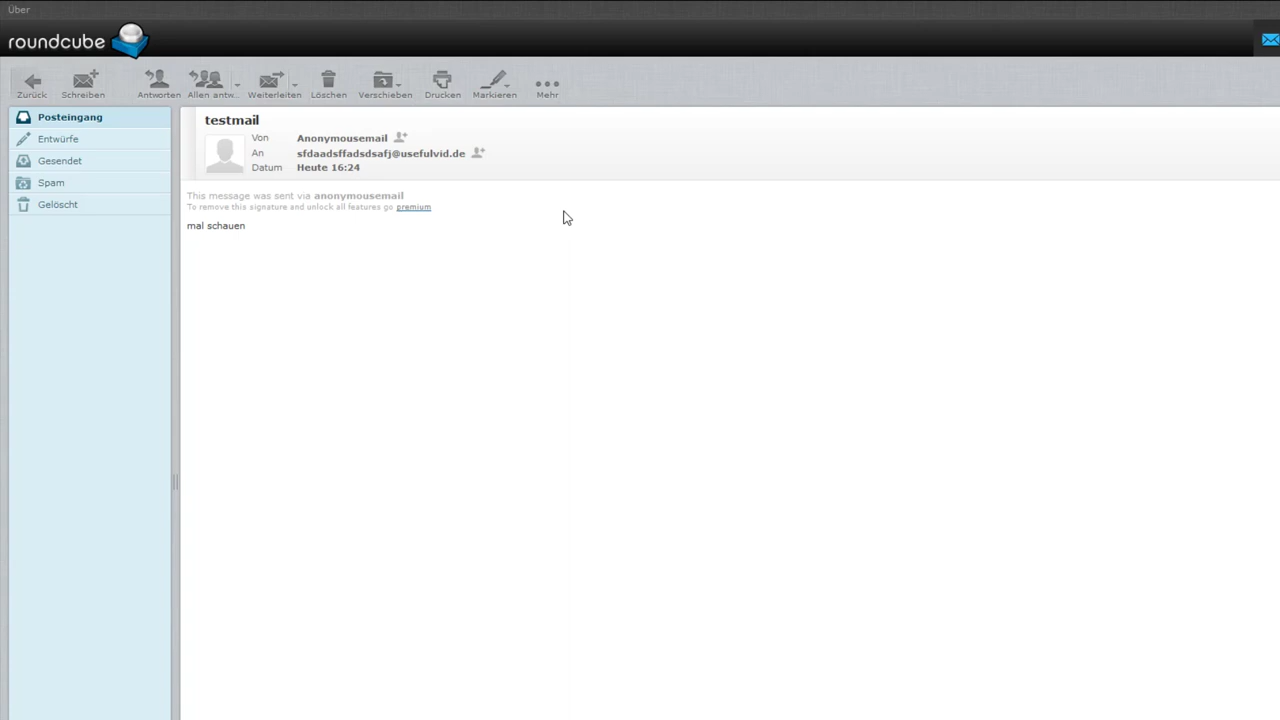 Über
roundcube
Zurück
Schreiben
Antworten
Allen antw...
Weiterleiten
Löschen
Verschieben
Drucken
Markieren
Mehr
Posteingang
Entwürfe
Gesendet
Spam
Gelöscht
testmail
Von Anonymousemail
An sfdaadsffadsdsafj@usefulvid.de
Datum Heute 16:24
This message was sent via anonymousemail
To remove this signature and unlock all features go premium
mal schauen